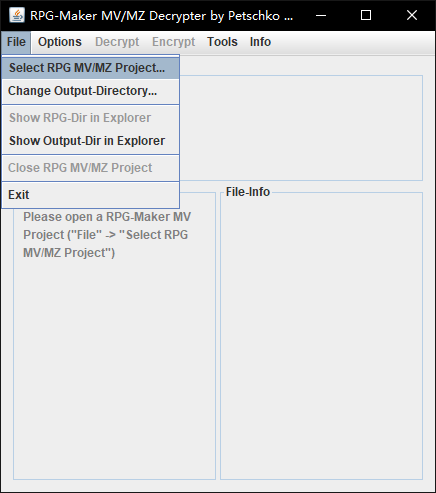 RPG-Maker MV/MZ Decrypter by Petschko ...
File Options Decrypt Encrypt Tools Info
Select RPG MV/MZ Project...
Change Output-Directory...
Show RPG-Dir in Explorer
Show Output-Dir in Explorer
Close RPG MV/MZ Project
Exit
File-Info
Please open a RPG-Maker MV
Project ("File" -> "Select RPG
MV/MZ Project")